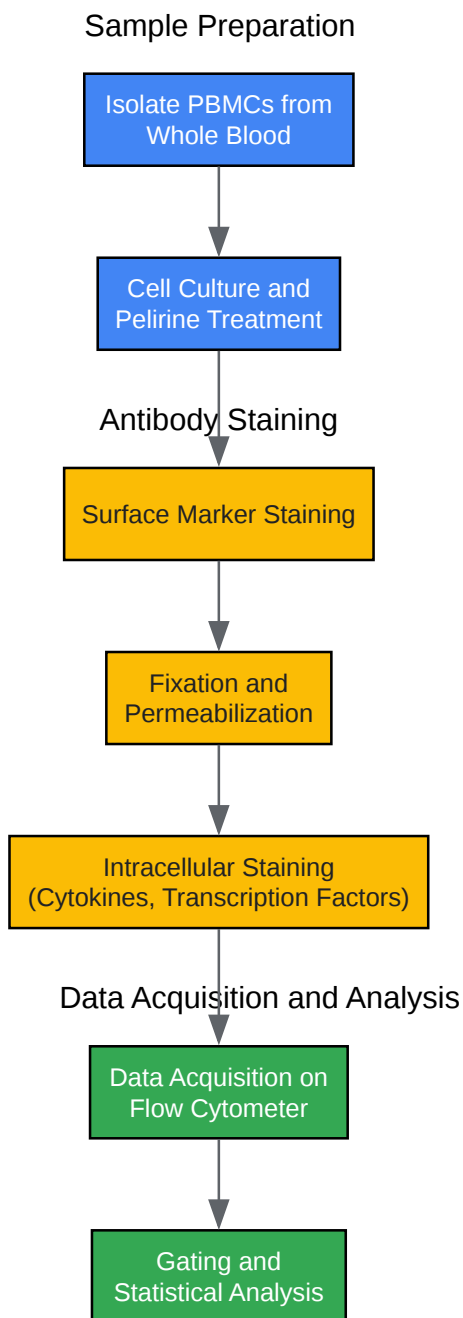 Sample Preparation
Isolate PBMCs from
Whole Blood
Cell Culture and
Pelirine Treatment
Antibody Staining
Surface Marker Staining
Fixation and
Permeabilization
Intracellular Staining
(Cytokines, Transcription Factors)
Data Acquisition and Analysis
Data Acquisition on
Flow Cytometer
Gating and
Statistical Analysis